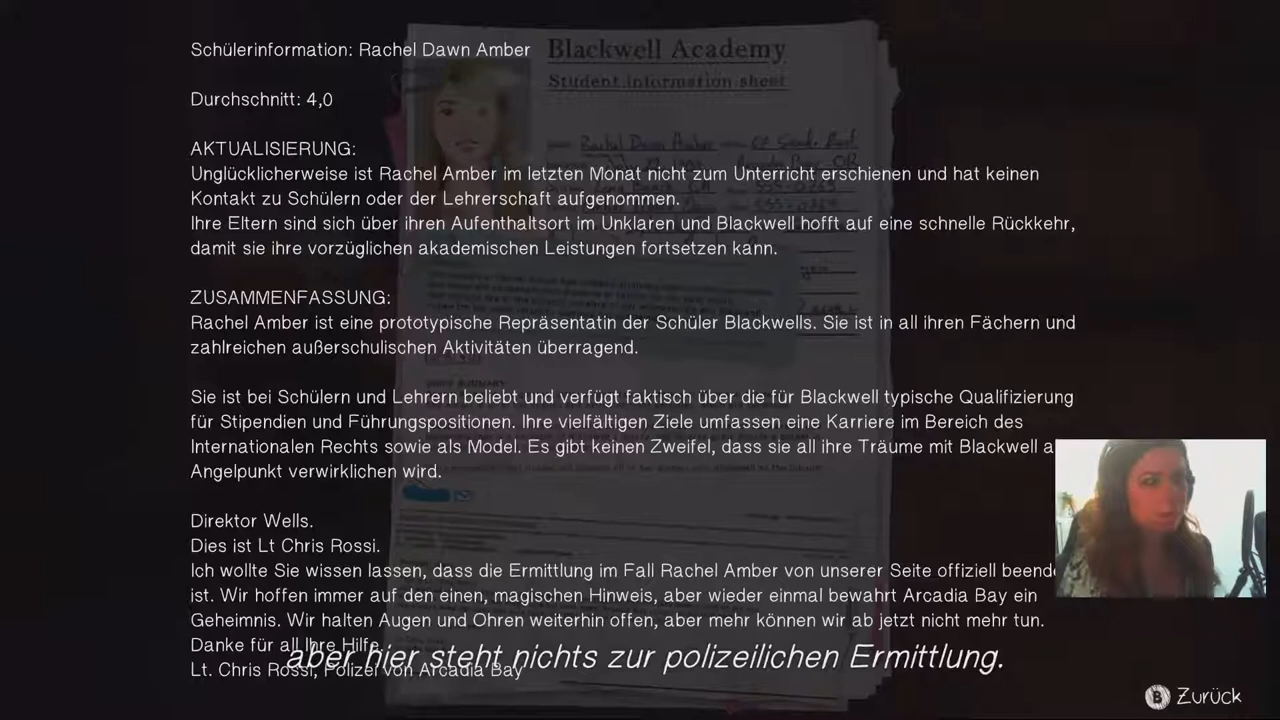 Schülerinformation: Rachel Dawn Amber
Blackwell Academy
Student information sheet
Durchschnitt: 4,0
AKTUALISIERUNG:
Unglücklicherweise ist Rachel Amber im letzten Monat nicht zum Unterricht erschienen und hat keinen
Kontakt zu Schülern oder der Lehrerschaft aufgenommen.
Ihre Eltern sind sich über ihren Aufenthaltsort im Unklaren und Blackwell hofft auf eine schnelle Rückkehr,
damit sie ihre vorzüglichen akademischen Leistungen fortsetzen kann.
ZUSAMMENFASSUNG:
Rachel Amber ist eine prototypische Repräsentatin der Schüler Blackwells. Sie ist in all ihren Fächern und
zahlreichen außerschulischen Aktivitäten überragend.
Sie ist bei Schülern und Lehrern beliebt und verfügt faktisch über die für Blackwell typische Qualifizierung
für Stipendien und Führungspositionen. Ihre vielfältigen Ziele umfassen eine Karriere im Bereich des
Internationalen Rechts sowie als Model. Es gibt keinen Zweifel, dass sie all ihre Träume mit Blackwell a
Angelpunkt verwirklichen wird.
Direktor Wells.
Dies ist Lt Chris Rossi.
Ich wollte Sie wissen lassen, dass die Ermittlung im Fall Rachel Amber von unserer Seite offiziell beende
ist. Wir hoffen immer auf den einen, magischen Hinweis, aber wieder einmal bewahrt Arcadia Bay ein
Geheimnis. Wir halten Augen und Ohren weiterhin offen, aber mehr können wir ab jetzt nicht mehr tun.
Danke für all Ihre Hilfe.
aber hier steht nichts zur polizeilichen Ermittlung.
Lt. Chris Rossi, Polizei von Arcadia Bay
B Zurück